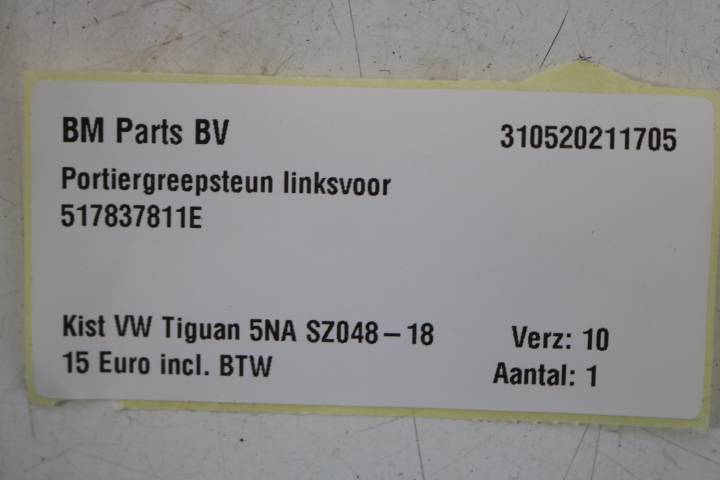 BM Parts BV 310520211705
Portiergreepsteun linksvoor
517837811E
Kist VW Tiguan 5NA SZ048-18 Verz: 10
15 Euro incl. BTW Aantal: 1